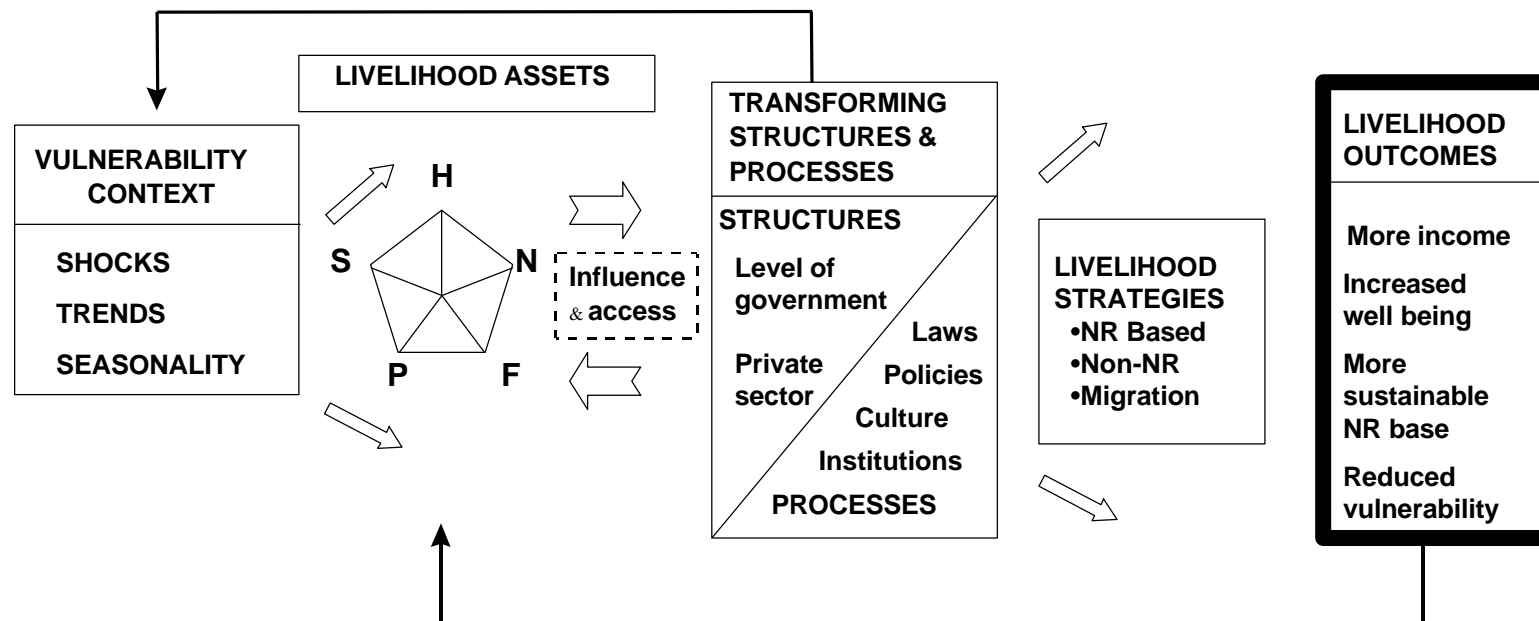 LIVELIHOOD ASSETS
VULNERABILITY
CONTEXT
SHOCKS
TRENDS
SEASONALITY
H
S
N
P
F
Influence
& access
TRANSFORMING
STRUCTURES &
PROCESSES
STRUCTURES
Level of
government
Private
sector
Laws
Policies
Culture
Institutions
PROCESSES
LIVELIHOOD
STRATEGIES
•NR Based
•Non-NR
•Migration
LIVELIHOOD
OUTCOMES
More income
Increased
well being
More
sustainable
NR base
Reduced
vulnerability